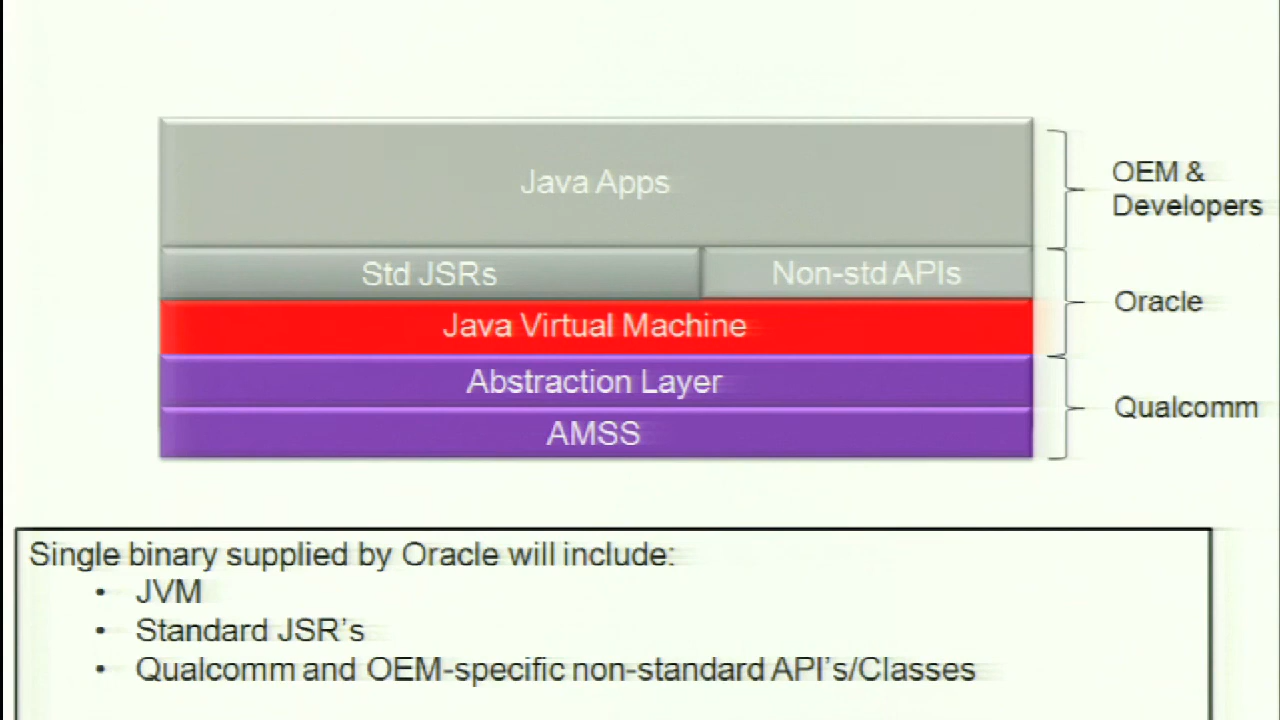 Java Apps
OEM &
Developers
Std JSRs
Non-std APIs
Oracle
Java Virtual Machine
Abstraction Layer
Qualcomm
AMSS
Single binary supplied by Oracle will include:
• JVM
• Standard JSR's
• Qualcomm and OEM-specific non-standard API's/Classes